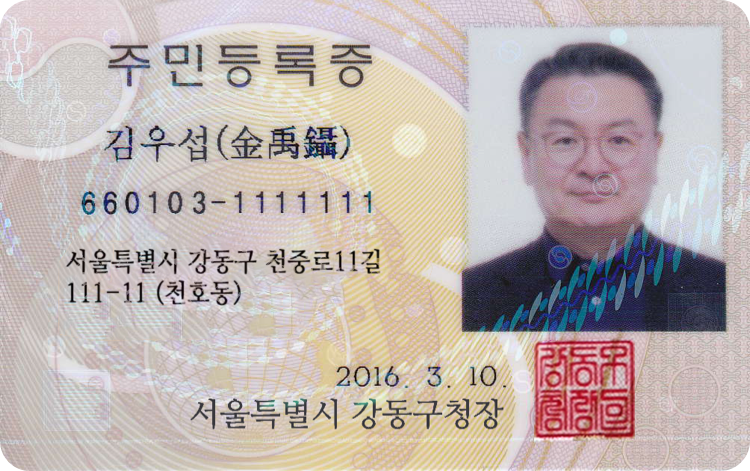 주민등록증
김우섭(金禹鑷)
660103-1111111
서울특별시 강동구 천중로11길
111-11 (천호동)
2016. 3. 10.
서울특별시 강동구청장